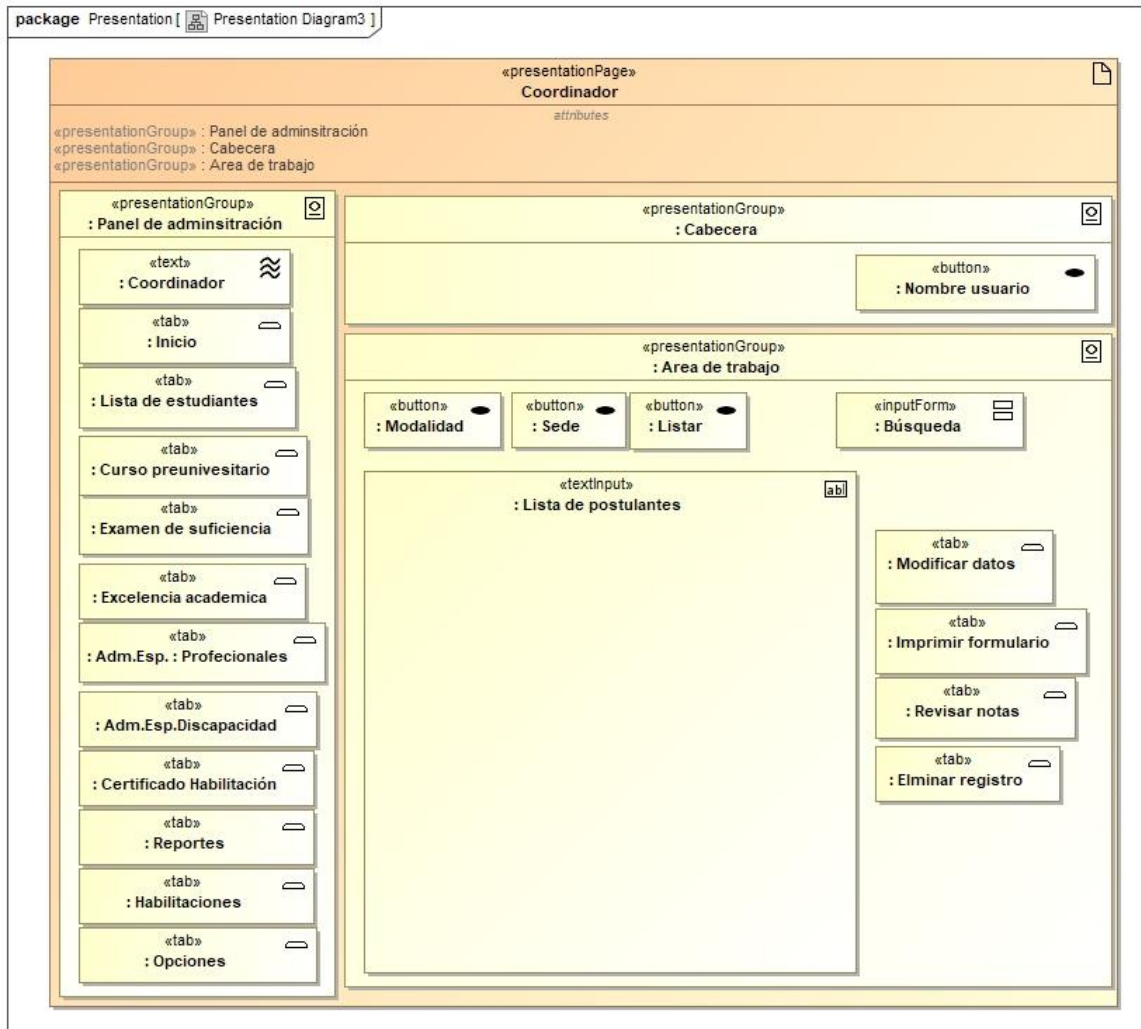 package Presentation [ Presentation Diagram3 ]
«presentationPage»
Coordinador
attributes
«presentationGroup» : Panel de adminsitración
«presentationGroup» : Cabecera
«presentationGroup» : Area de trabajo
«presentationGroup»
: Panel de adminsitración
«text»
: Coordinador
«tab»
: Inicio
«tab»
: Lista de estudiantes
«tab»
: Curso preunivesitario
«tab»
: Examen de suficiencia
«tab»
: Excelencia academica
«tab»
: Adm.Esp. : Profecionales
«tab»
: Adm.Esp.Discapacidad
«tab»
: Certificado Habilitación
«tab»
: Reportes
«tab»
: Habilitaciones
«tab»
: Opciones
«presentationGroup»
: Cabecera
«button»
: Nombre usuario
«presentationGroup»
: Area de trabajo
«button»
: Modalidad
«button»
: Sede
«button»
: Listar
«inputForm»
: Búsqueda
«textInput»
: Lista de postulantes
ab
«tab»
: Modificar datos
«tab»
: Imprimir formulario
«tab»
: Revisar notas
«tab»
: Elminar registro